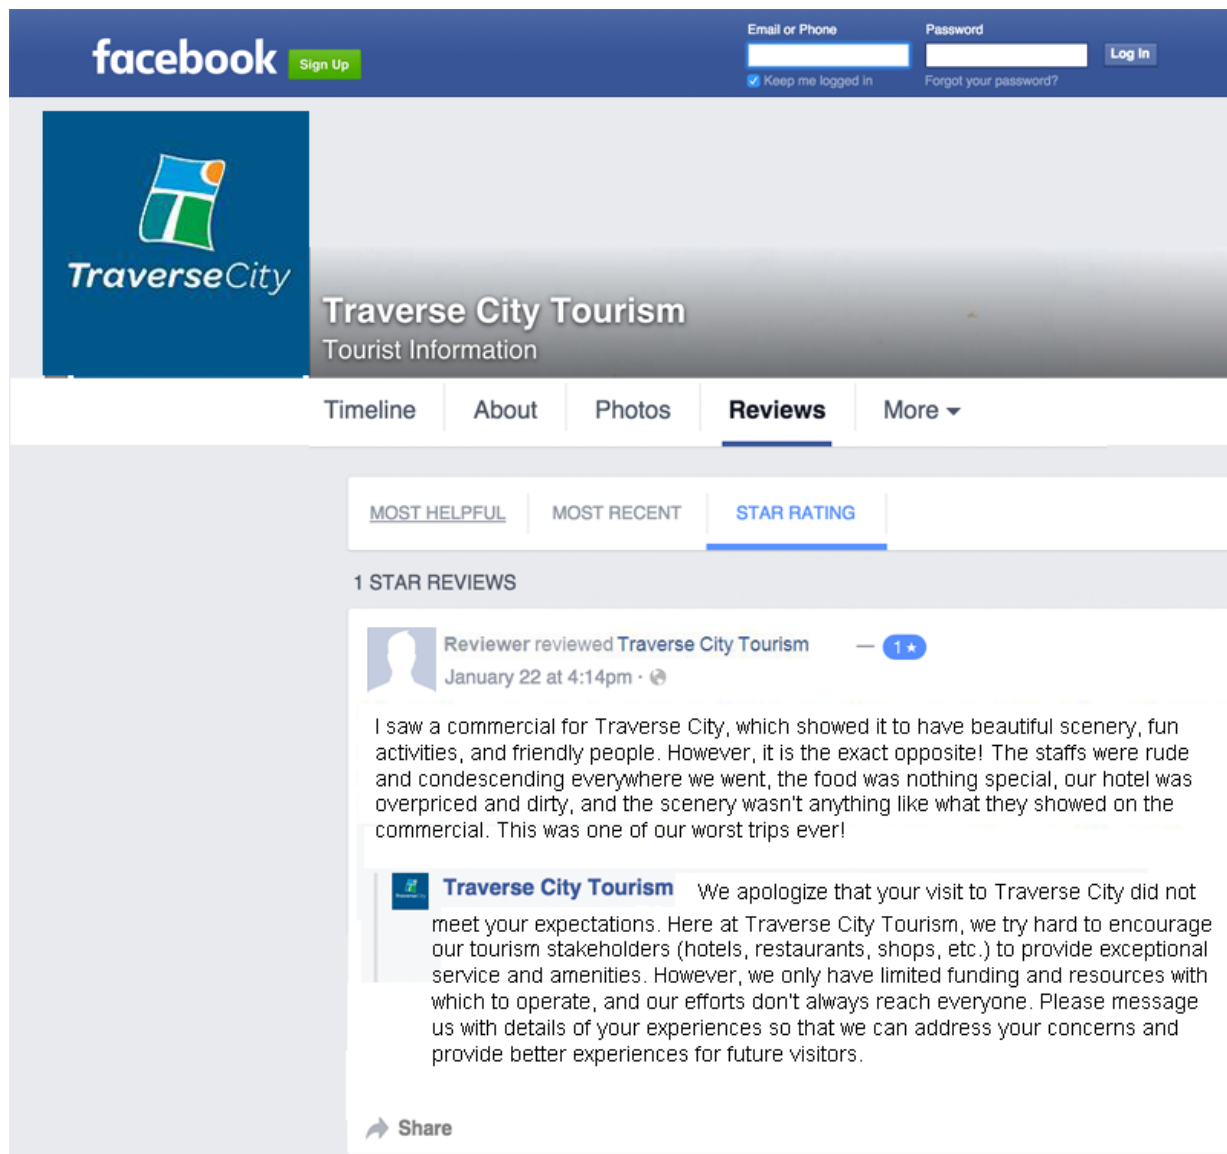 facebook
Sign Up
Email or Phone
Password
Log In
Keep me logged in
Forgot your password?
TraverseCity
Traverse City Tourism
Tourist Information
Timeline
About
Photos
Reviews
More
MOST HELPFUL
MOST RECENT
STAR RATING
1 STAR REVIEWS
Reviewer reviewed Traverse City Tourism — 1★
January 22 at 4:14pm ·
I saw a commercial for Traverse City, which showed it to have beautiful scenery, fun
activities, and friendly people. However, it is the exact opposite! The staffs were rude
and condescending everywhere we went, the food was nothing special, our hotel was
overpriced and dirty, and the scenery wasn't anything like what they showed on the
commercial. This was one of our worst trips ever!
Traverse City Tourism We apologize that your visit to Traverse City did not
meet your expectations. Here at Traverse City Tourism, we try hard to encourage
our tourism stakeholders (hotels, restaurants, shops, etc.) to provide exceptional
service and amenities. However, we only have limited funding and resources with
which to operate, and our efforts don't always reach everyone. Please message
us with details of your experiences so that we can address your concerns and
provide better experiences for future visitors.
Share